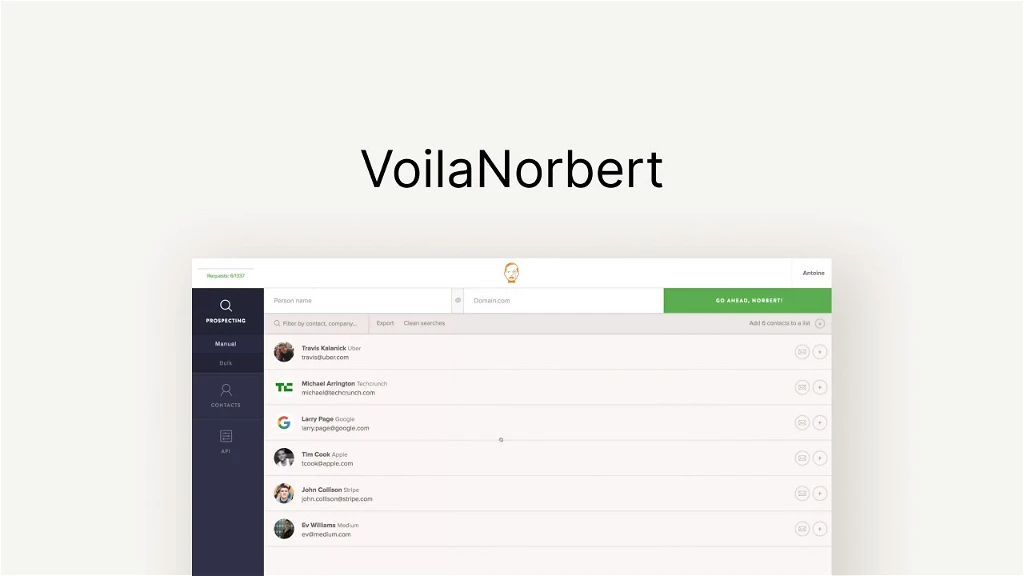 VoilaNorbert
Requests: 6/1237
Antoine
Person name
@
Domain.com
GO AHEAD, NORBERT!
PROSPECTING
Manual
Bulk
CONTACTS
API
Filter by contact, company...
Export
Clean searches
Add 6 contacts to a list
Travis Kalanick Uber
travis@uber.com
Michael Arrington Techcrunch
michael@techcrunch.com
Larry Page Google
larry.page@google.com
Tim Cook Apple
tcook@apple.com
John Collison Stripe
john.collison@stripe.com
Ev Williams Medium
ev@medium.com